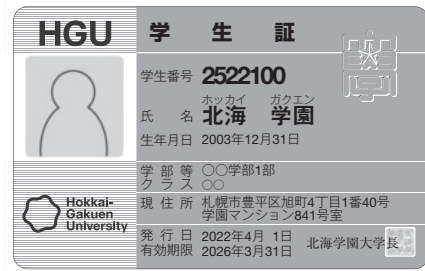 HGU 学生証
学生番号 2522100
ホッカイ ガクエン
氏名 北海 学園
生年月日 2003年12月31日
学部等 〇〇学部1部
クラス 〇〇
現住所 札幌市豊平区旭町4丁目1番40号
学園マンション841号室
Hokkai-
Gakuen
University
発行日 2022年4月 1日
有効期限 2026年3月31日
北海学園大学長